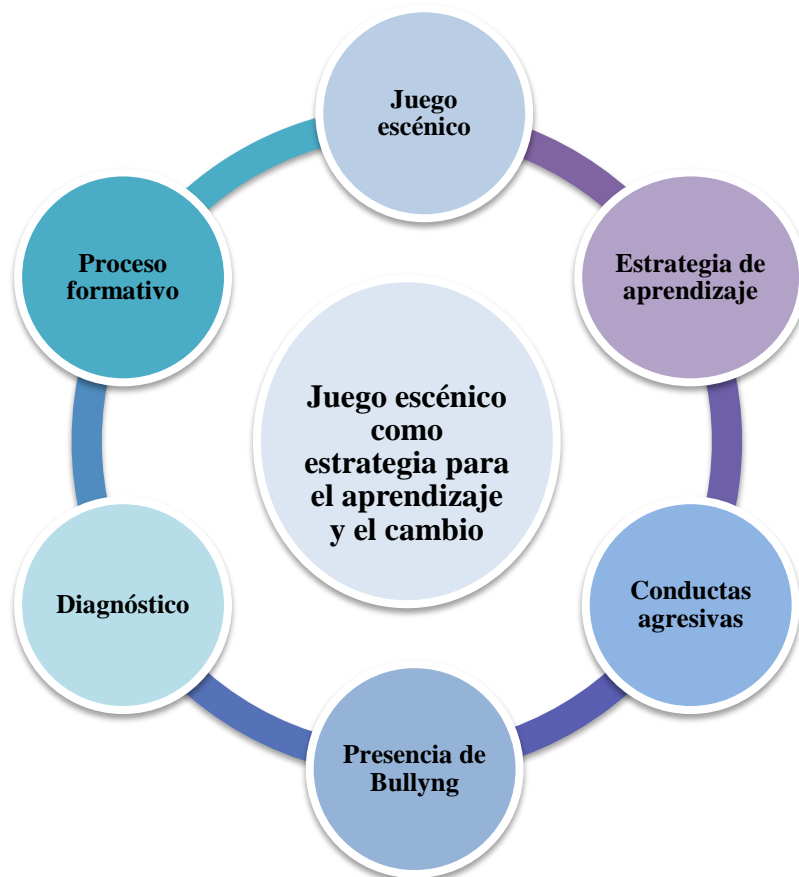 Juego
escénico
Estrategia de
aprendizaje
Conductas
agresivas
Presencia de
Bullyng
Diagnóstico
Proceso
formativo
Juego escénico
como
estrategia para
el aprendizaje
y el cambio